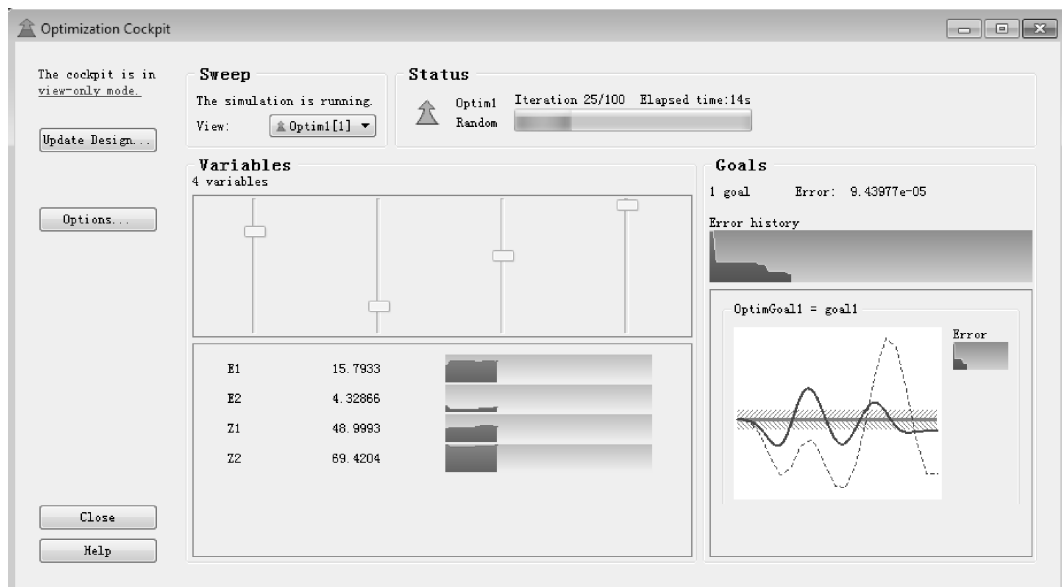 Optimization Cockpit
The cockpit is in
view-only mode.
Update Design...
Options...
Close
Help
Sweep
The simulation is running.
View: Optim1[1]
Status
Optim1
Random
Iteration 25/100 Elapsed time:14s
Variables
4 variables
E1 15.7933
E2 4.32866
Z1 48.9993
Z2 69.4204
Goals
1 goal Error: 9.43977e-05
Error history
OptimGoal1 = goal1
Error